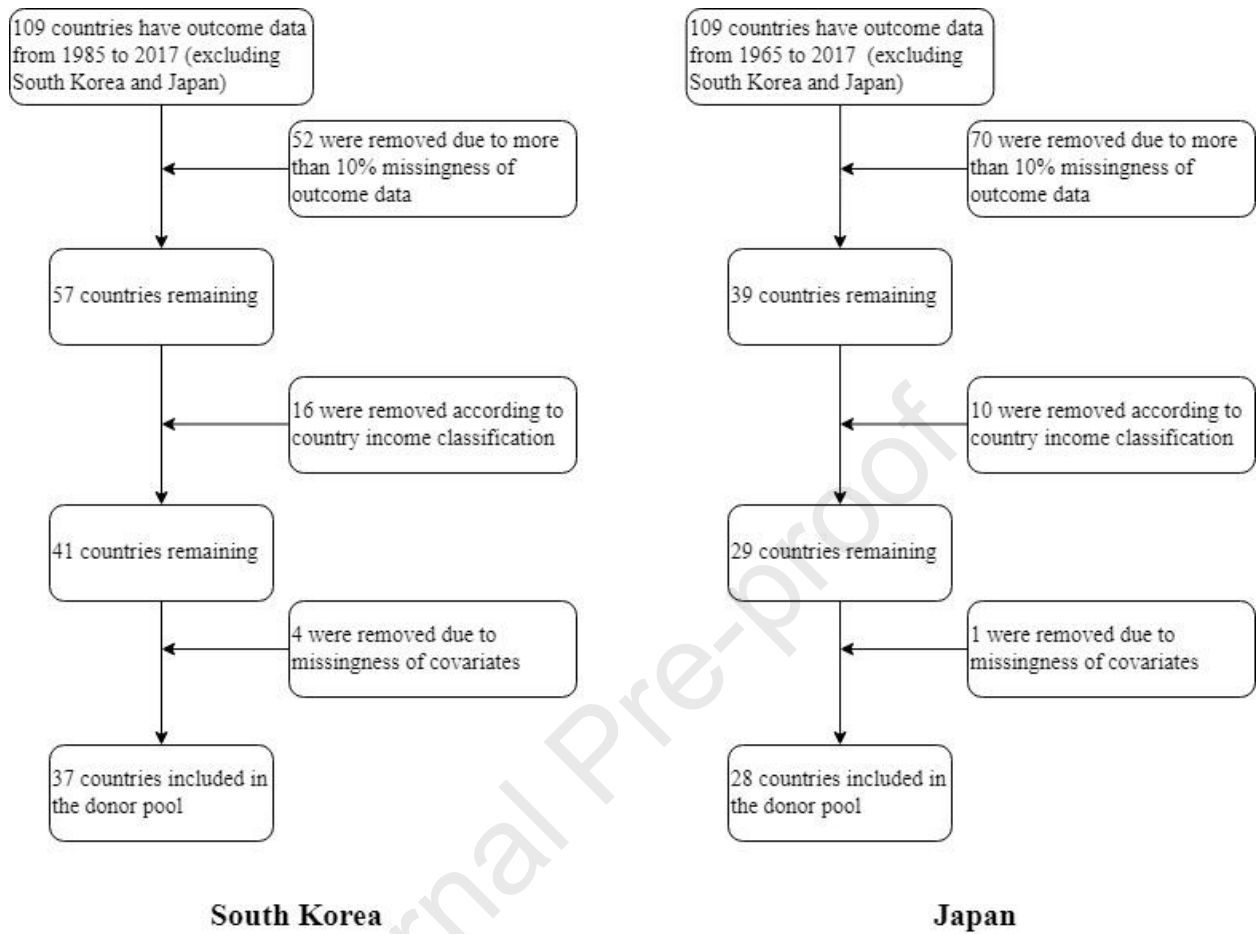 109 countries have outcome data
from 1985 to 2017 (excluding
South Korea and Japan)
52 were removed due to more
than 10% missingness of
outcome data
57 countries remaining
16 were removed according to
country income classification
41 countries remaining
4 were removed due to
missingness of covariates
37 countries included in
the donor pool
South Korea
109 countries have outcome data
from 1965 to 2017 (excluding
South Korea and Japan)
70 were removed due to more
than 10% missingness of
outcome data
39 countries remaining
10 were removed according to
country income classification
29 countries remaining
1 were removed due to
missingness of covariates
28 countries included in
the donor pool
Japan
rnal Pre-proof